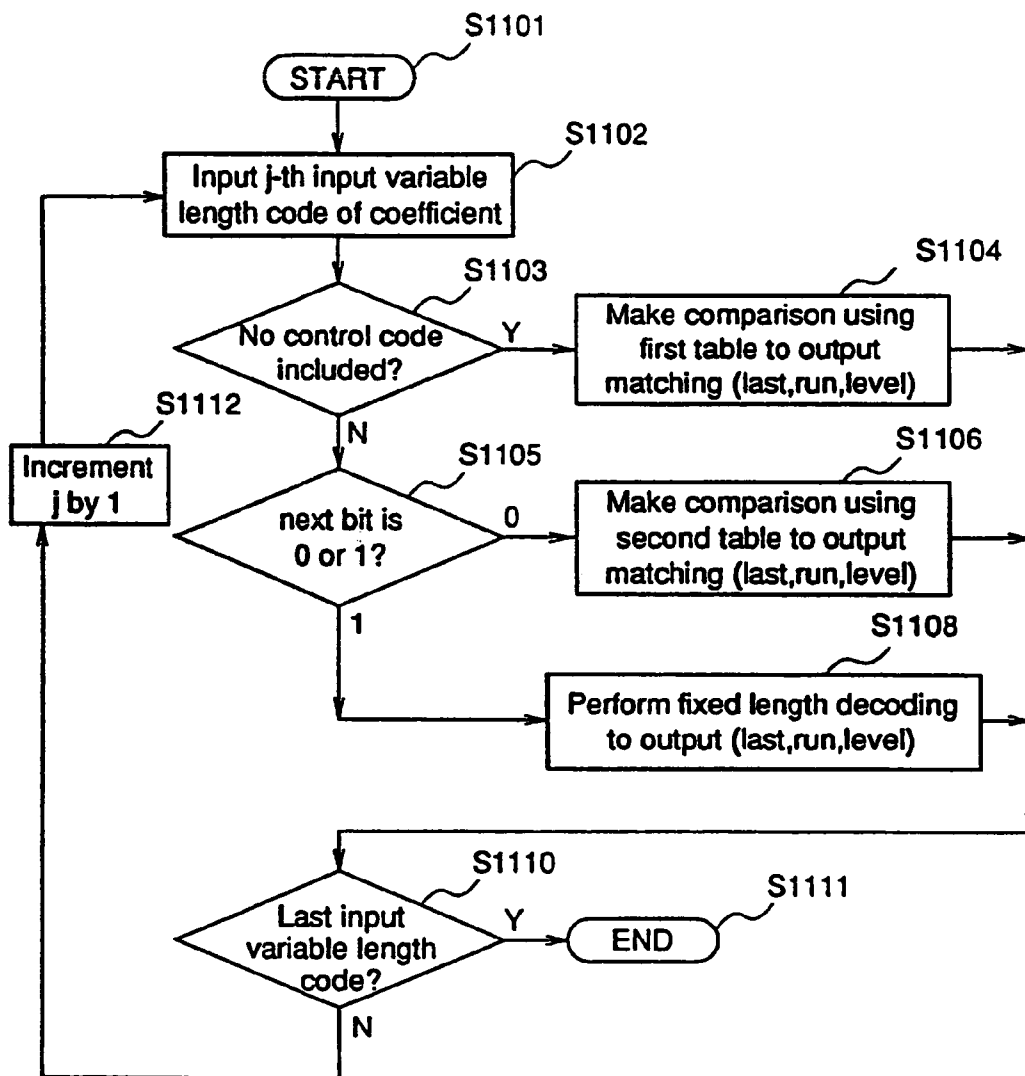 S1101
START
S1102
Input j-th input variable
length code of coefficient
S1103
No control code
included?
Y
N
S1104
Make comparison using
first table to output
matching (last,run,level)
S1112
Increment
j by 1
S1105
next bit is
0 or 1?
0
1
S1106
Make comparison using
second table to output
matching (last,run,level)
S1108
Perform fixed length decoding
to output (last,run,level)
S1110
Last input
variable length
code?
Y
N
S1111
END